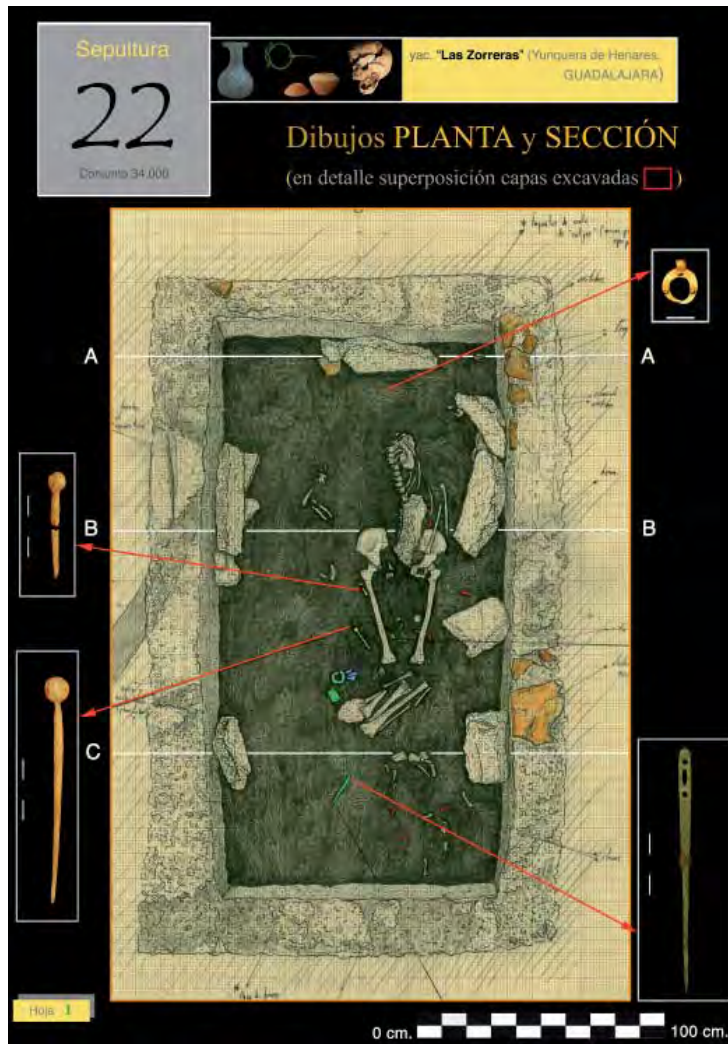 Sepultura
22
Conjunto 34.000
yac. "Las Zorreras" (Yunquera de Henares,
GUADALAJARA)
Dibujos PLANTA y SECCIÓN
(en detalle superposición capas excavadas )
A A
B B
C
Hoja 1
0 cm. 100 cm.